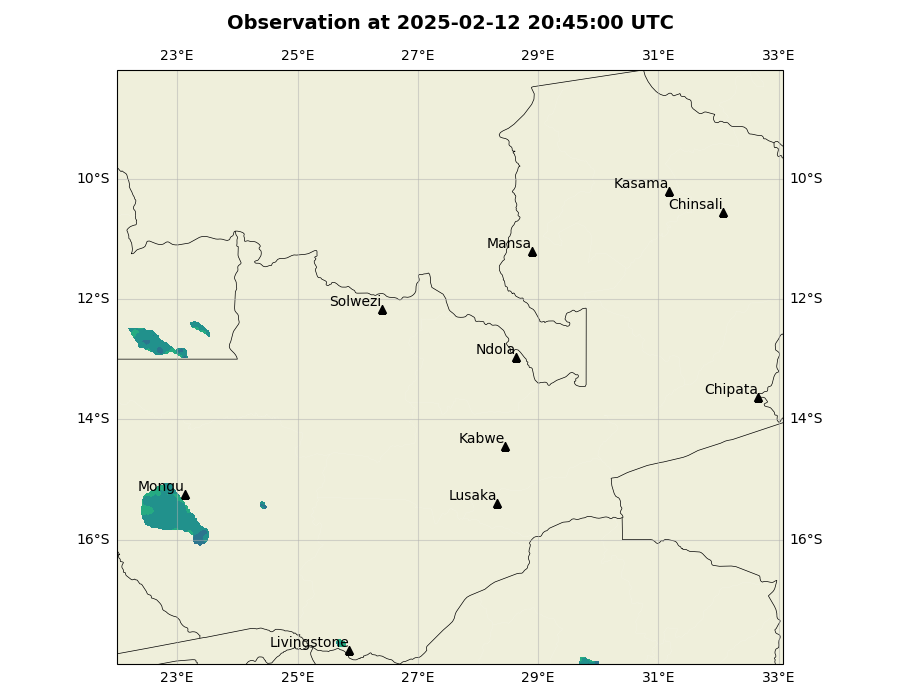 Observation at 2025-02-12 20:45:00 UTC
23°E 25°E 27°E 29°E 31°E 33°E
10°S 10°S
Kasama
Chinsali
Mansa
12°S 12°S
Solwezi
Ndola
Chipata
14°S 14°S
Kabwe
Mongu
Lusaka
16°S 16°S
Livingstone
23°E 25°E 27°E 29°E 31°E 33°E